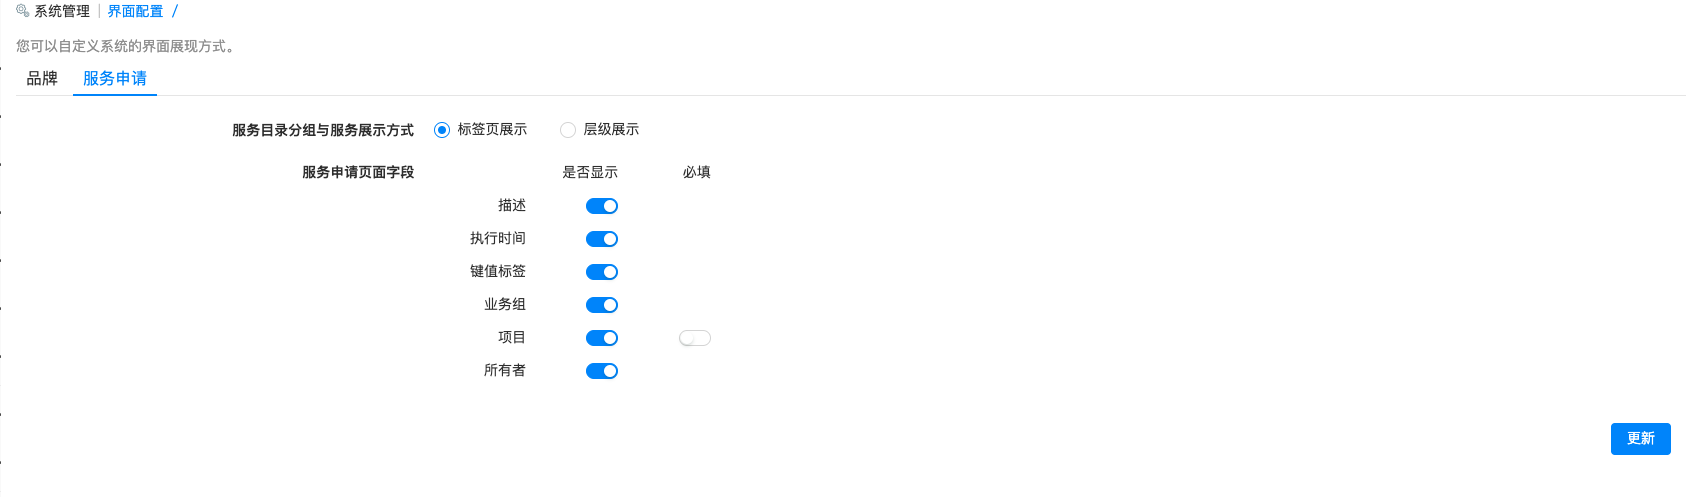 系统管理 | 界面配置 /
您可以自定义系统的界面展现方式。
品牌 服务申请
服务目录分组与服务展示方式 标签页展示 层级展示
服务申请页面字段 是否显示 必填
描述
执行时间
键值标签
业务组
项目
所有者
更新